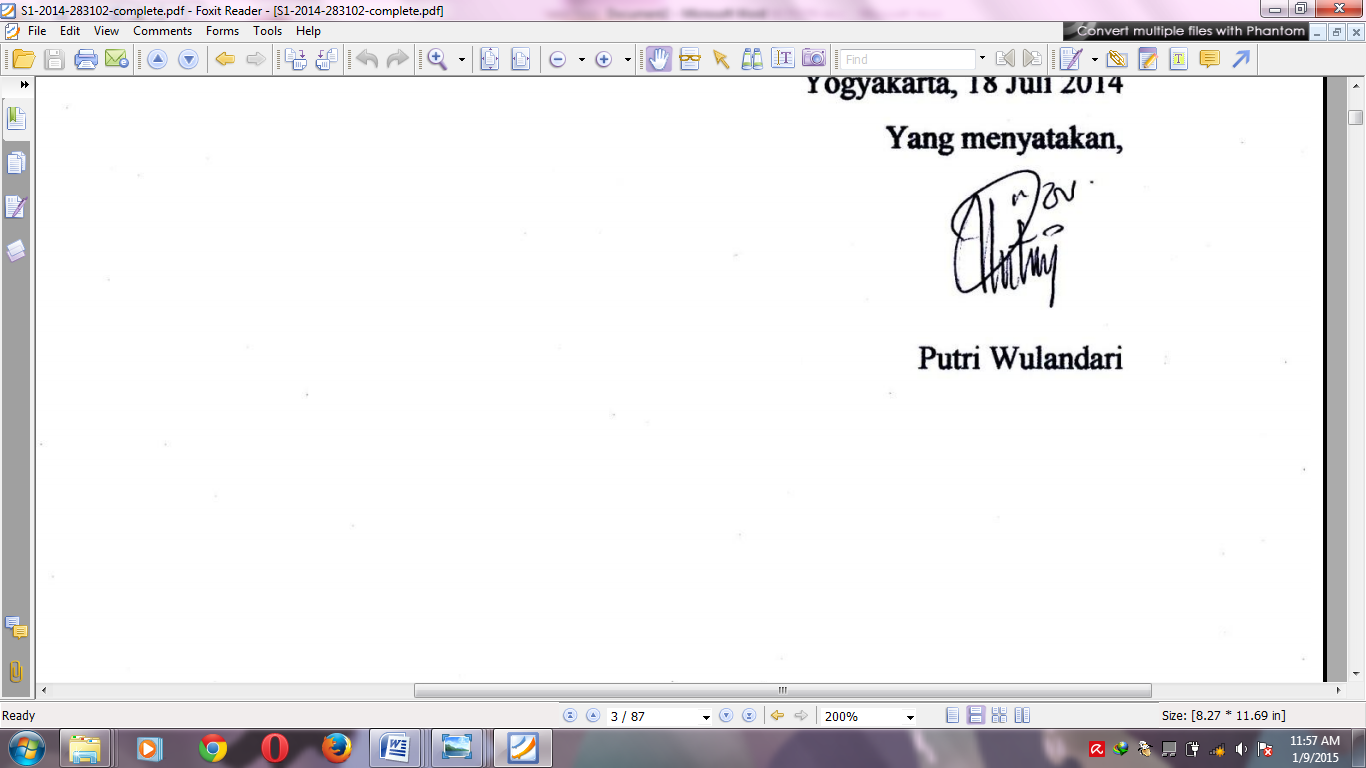 S1-2014-283102-complete.pdf - Foxit Reader - [S1-2014-283102-complete.pdf]
File Edit View Comments Forms Tools Help
Convert multiple files with Phantom
Find
Yogyakarta, 18 Juli 2014
Yang menyatakan,
Putri Wulandari
Ready
3 / 87
200%
Size: [8.27 * 11.69 in]
11:57 AM
1/9/2015